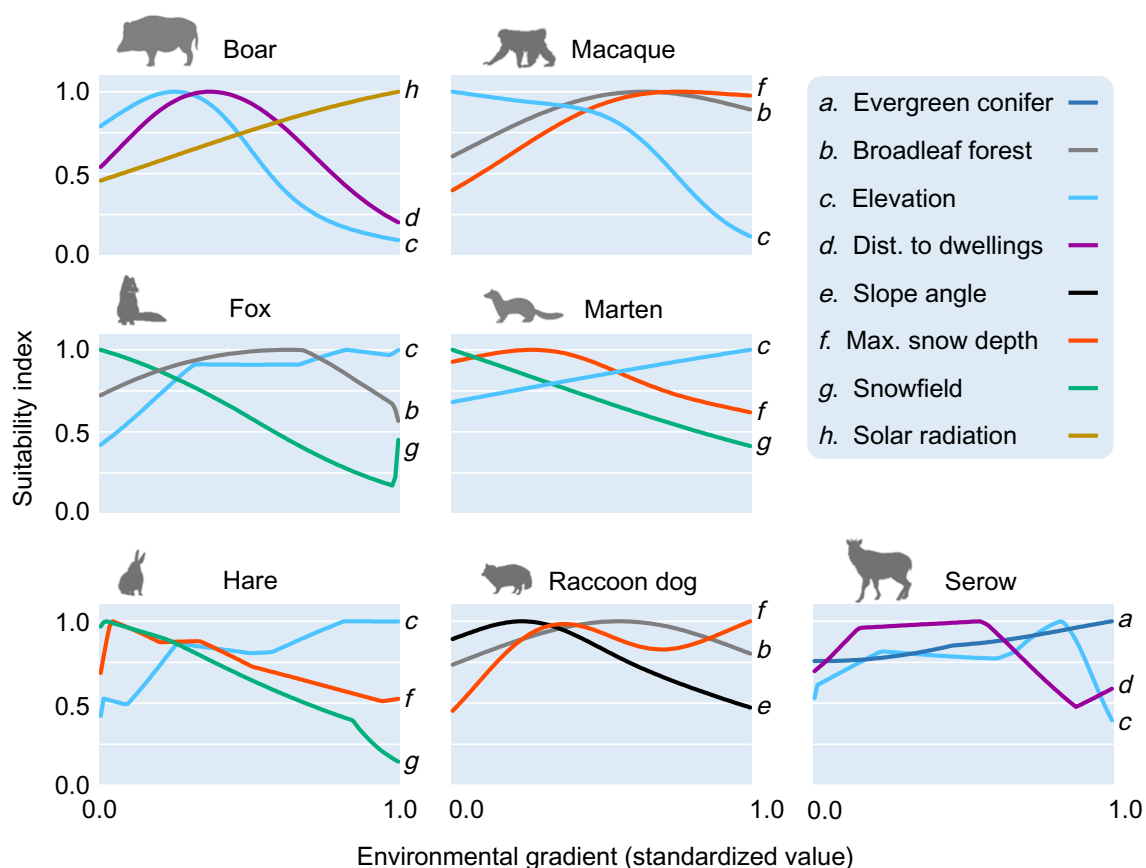 Boar
Macaque
1.0
0.5
0.0
h
d
c
f
b
c
a. Evergreen conifer
b. Broadleaf forest
c. Elevation
d. Dist. to dwellings
e. Slope angle
f. Max. snow depth
g. Snowfield
h. Solar radiation
Fox
Marten
Suitability index
1.0
0.5
0.0
c
b
g
c
f
g
Hare
Raccoon dog
Serow
1.0
0.5
0.0
c
f
g
f
b
e
a
d
c
0.0
1.0
0.0
1.0
0.0
1.0
Environmental gradient (standardized value)